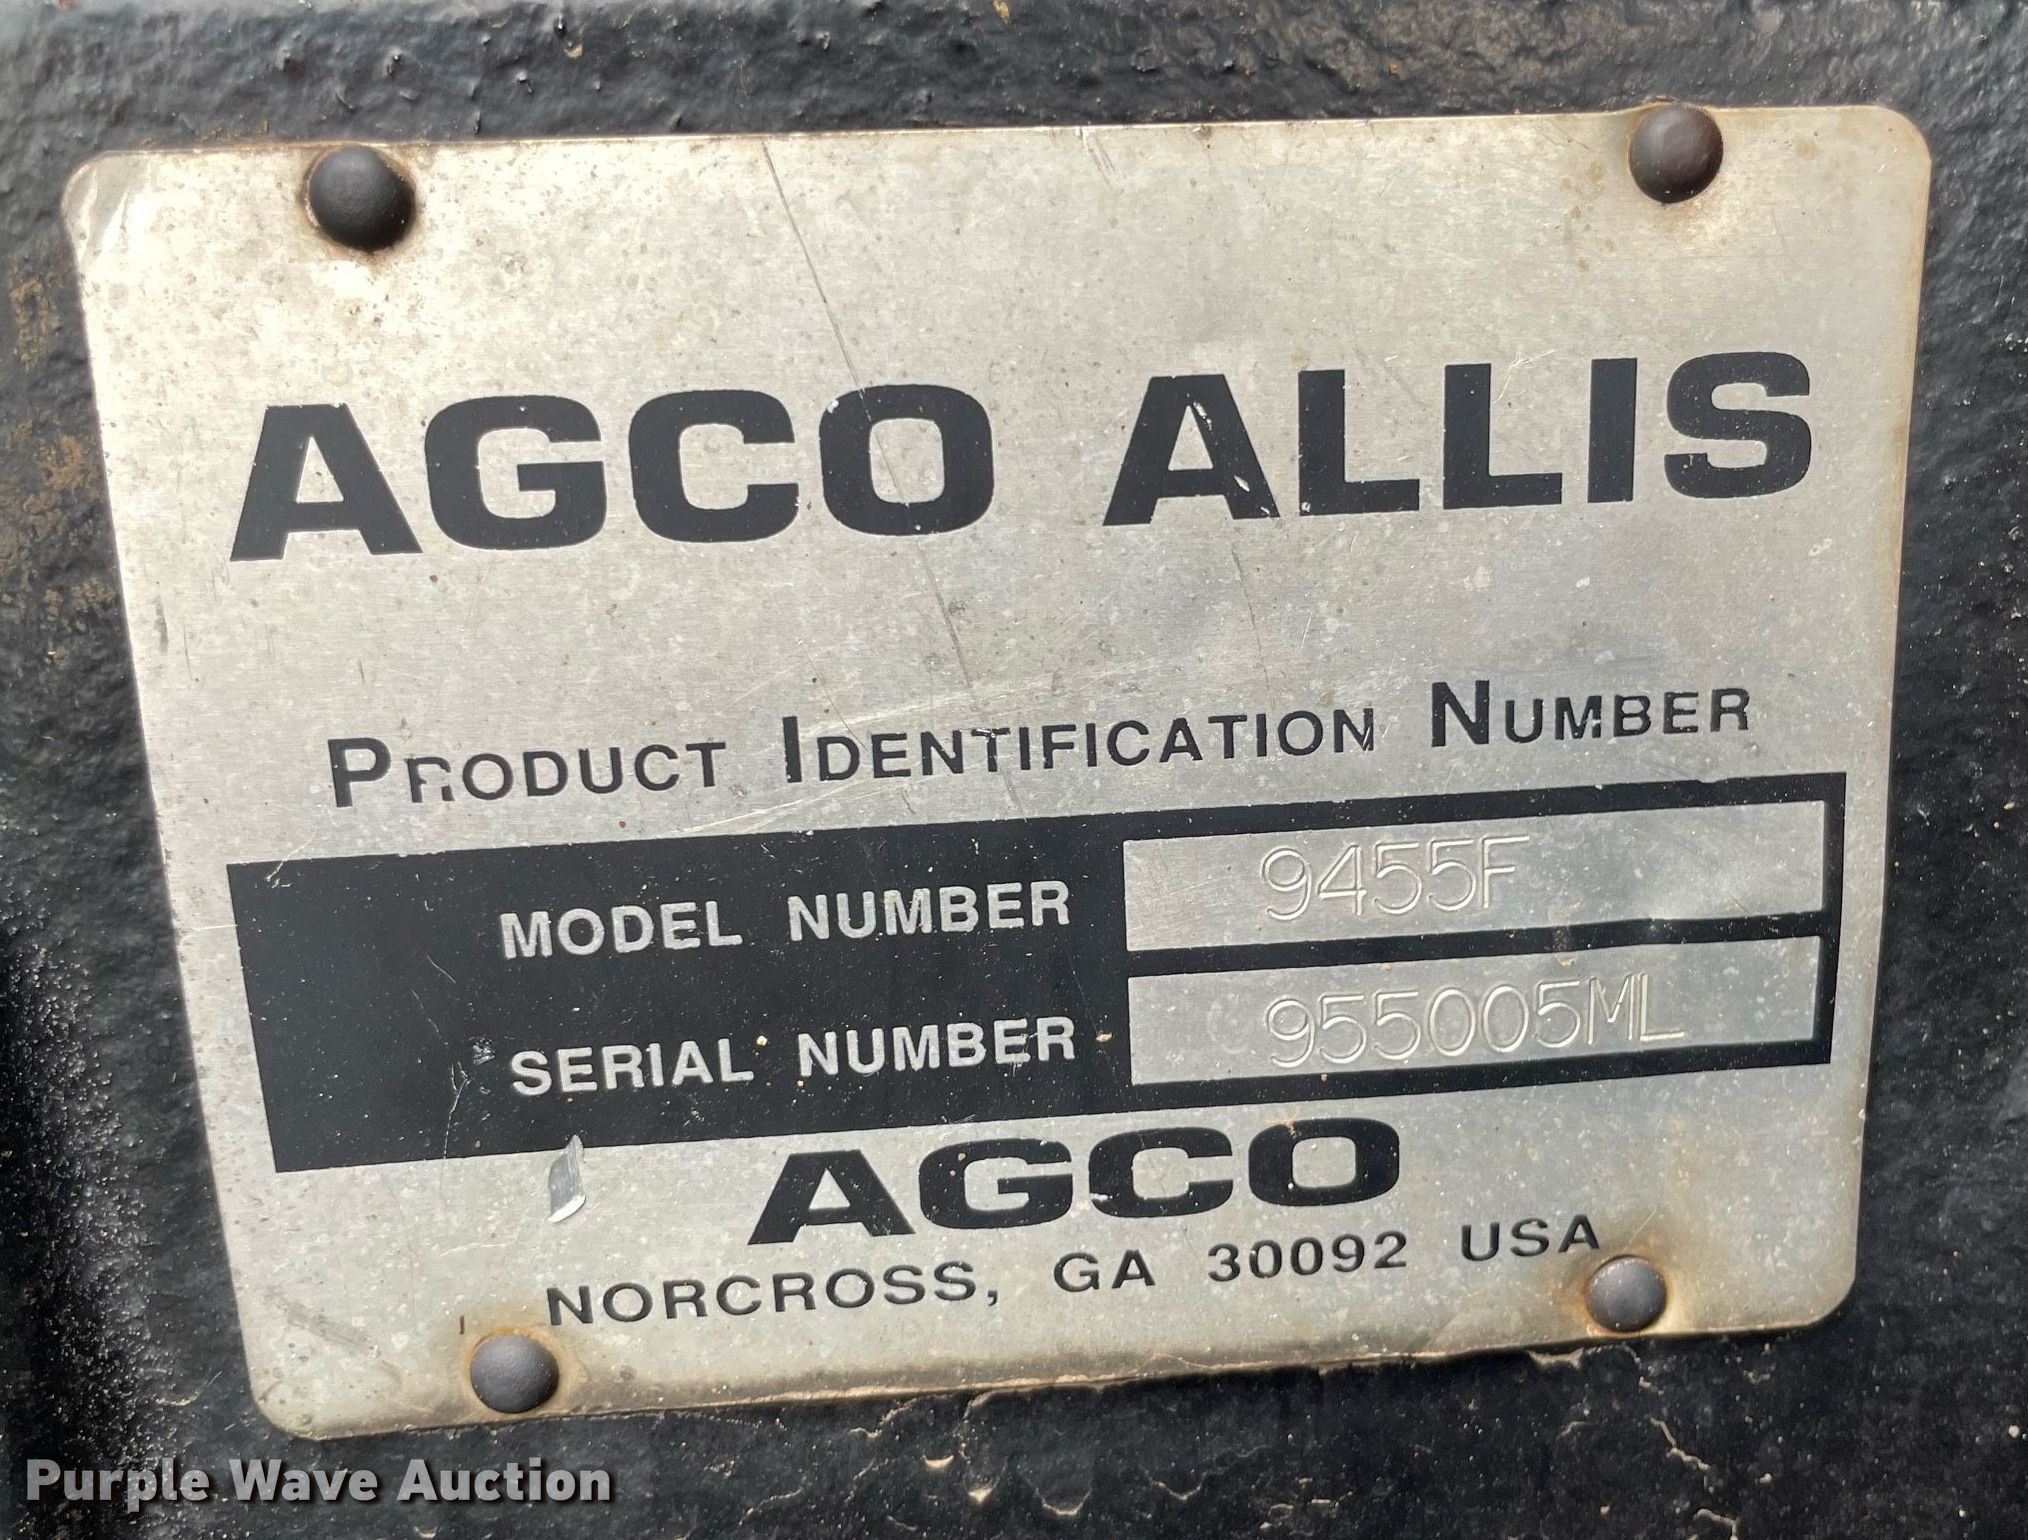 AGCO ALLIS
PRODUCT IDENTIFICATION NUMBER
MODEL NUMBER 9455F
SERIAL NUMBER 955005ML
AGCO
NORCROSS, GA 30092 USA
Purple Wave Auction